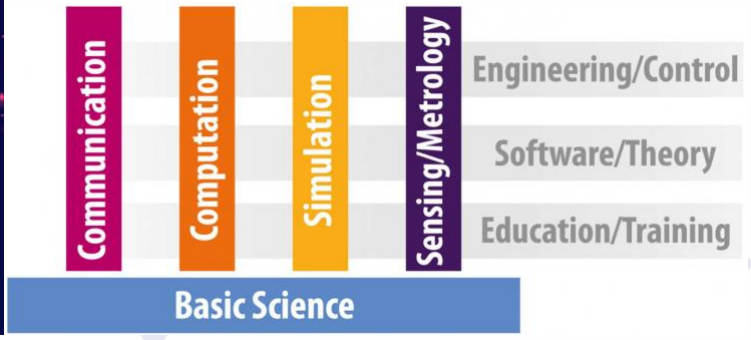 Communication
Computation
Simulation
Sensing/Metrology
Engineering/Control
Software/Theory
Education/Training
Basic Science